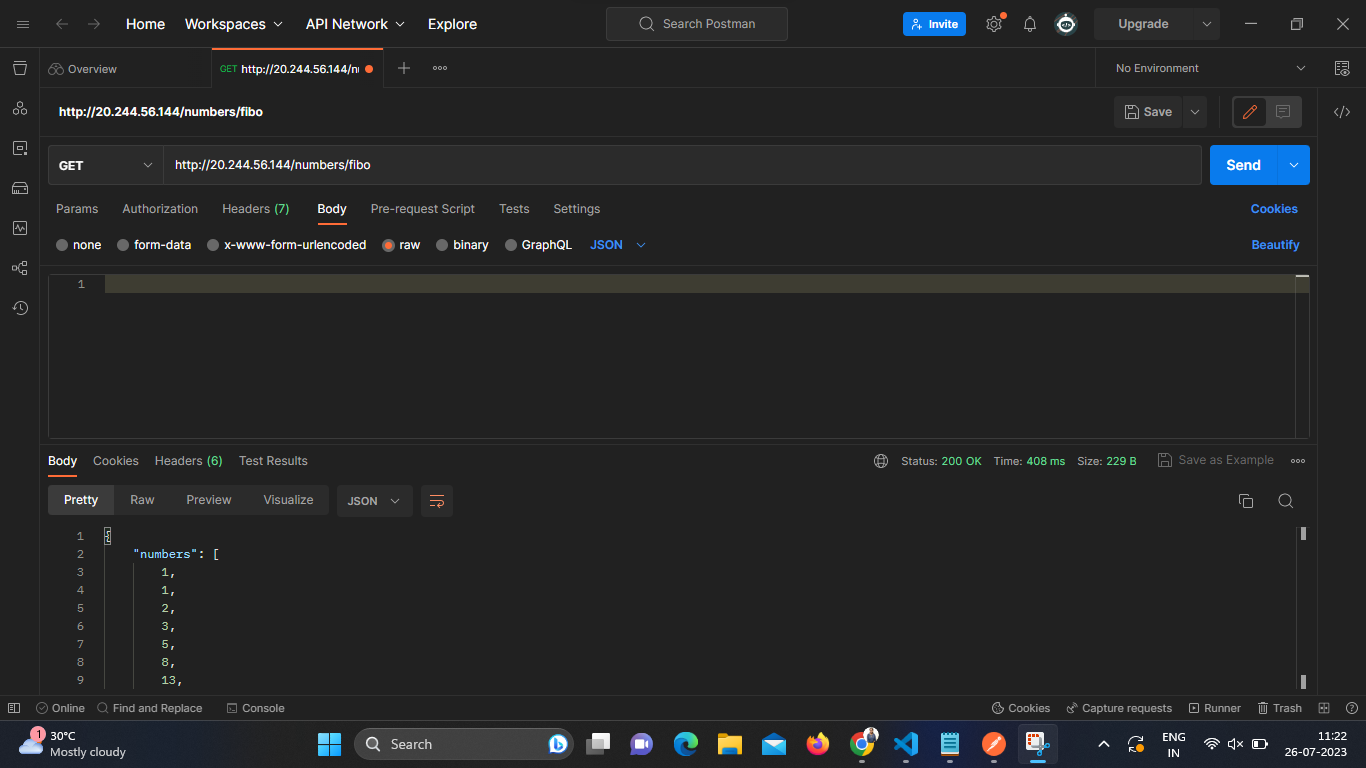 Home Workspaces API Network Explore Search Postman Invite Upgrade
Overview GET http://20.244.56.144/nu No Environment
http://20.244.56.144/numbers/fibo Save
GET http://20.244.56.144/numbers/fibo Send
Params Authorization Headers (7) Body Pre-request Script Tests Settings Cookies
none form-data x-www-form-urlencoded raw binary GraphQL JSON Beautify
1
Body Cookies Headers (6) Test Results Status: 200 OK Time: 408 ms Size: 229 B Save as Example
Pretty Raw Preview Visualize JSON
1 {
2 "numbers": [
3 1,
4 1,
5 2,
6 3,
7 5,
8 8,
9 13,
Online Find and Replace Console Cookies Capture requests Runner Trash
1 30°C Mostly cloudy Search ENG IN 11:22 26-07-2023